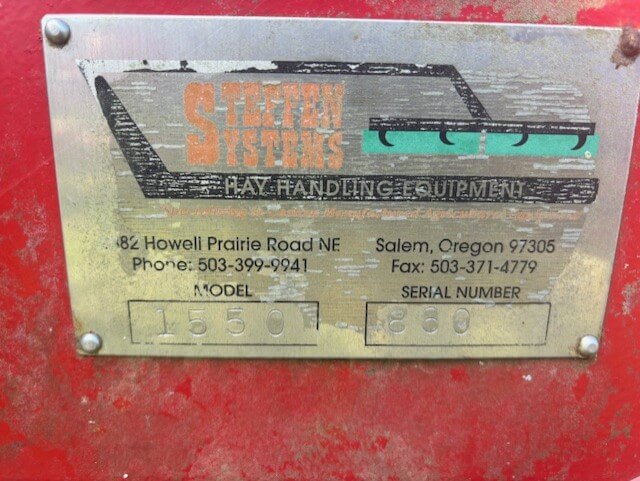 STEFFEN
SYSTEMS
HAY HANDLING EQUIPMENT
82 Howell Prairie Road NE Salem, Oregon 97305
Phone: 503-399-9941 Fax: 503-371-4779
MODEL SERIAL NUMBER
1550 860